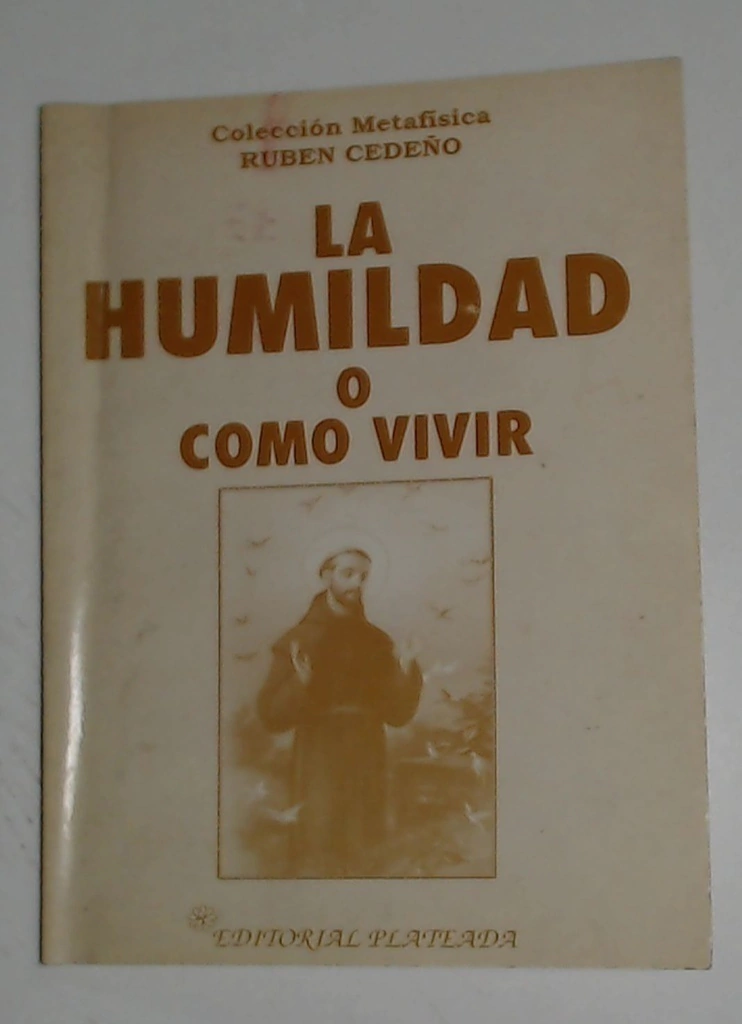 Colección Metafísica
RUBEN CEDEÑO
LA
HUMILDAD
O
COMO VIVIR
EDITORIAL PLATEADA